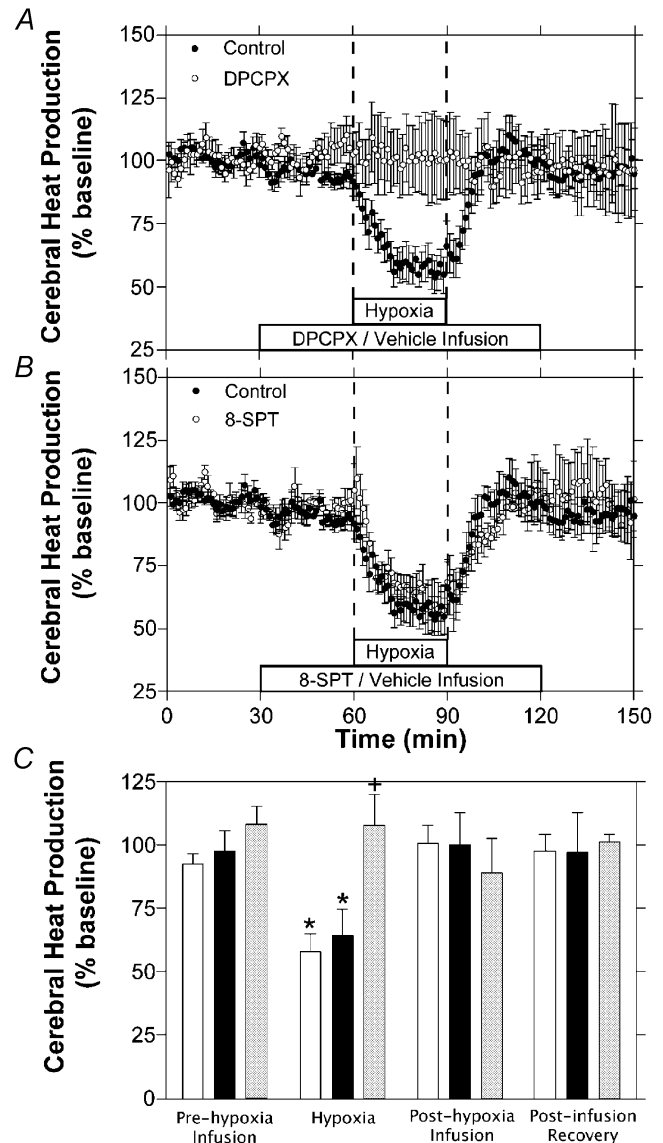 A
Cerebral Heat Production
(% baseline)
150
125
100
75
50
25
Control
DPCPX
Hypoxia
DPCPX / Vehicle Infusion
B
Cerebral Heat Production
(% baseline)
150
125
100
75
50
25
Control
8-SPT
Hypoxia
8-SPT / Vehicle Infusion
0 30 60 90 120 150
Time (min)
C
Cerebral Heat Production
(% baseline)
125
100
75
50
25
0
* * +
Pre-hypoxia Infusion
Hypoxia
Post-hypoxia Infusion
Post-infusion Recovery